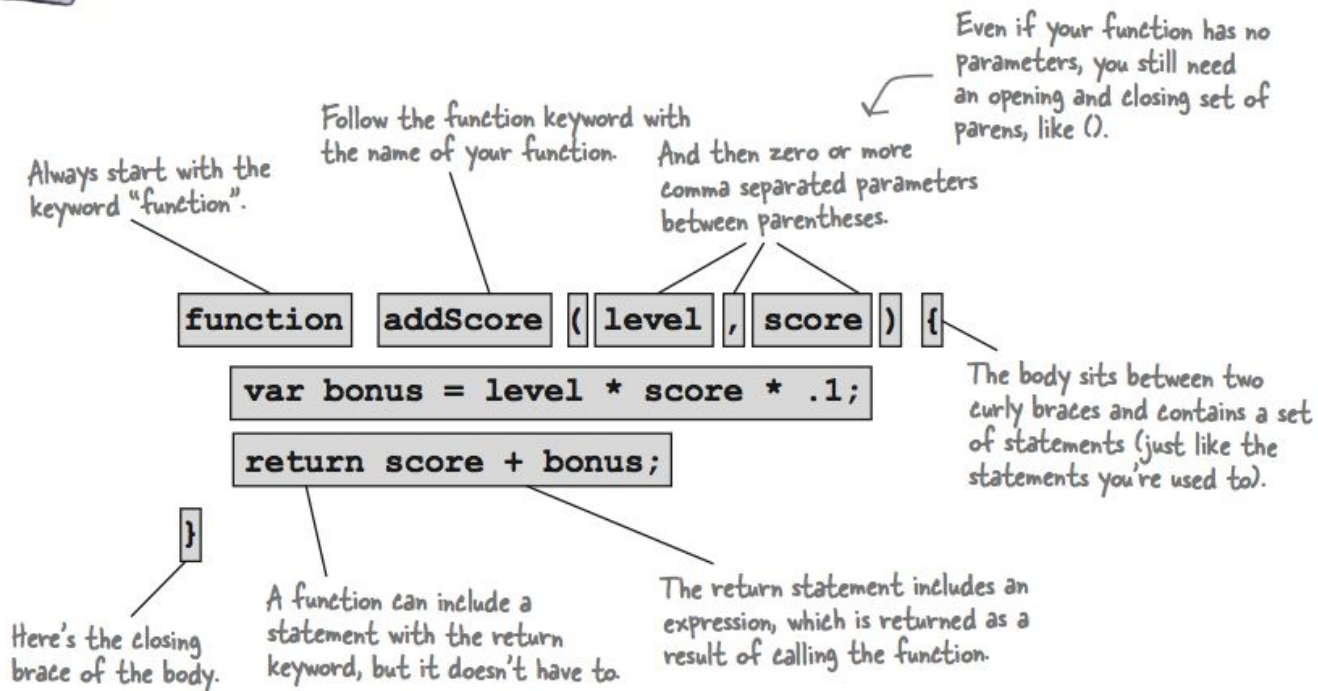 Even if your function has no
parameters, you still need
an opening and closing set of
parens, like ().
Follow the function keyword with
the name of your function.
And then zero or more
comma separated parameters
between parentheses.
Always start with the
keyword “function”.
function addScore ( level , score ) {
var bonus = level * score * .1;
return score + bonus;
}
The body sits between two
curly braces and contains a set
of statements (just like the
statements you're used to).
Here's the closing
brace of the body.
A function can include a
statement with the return
keyword, but it doesn't have to.
The return statement includes an
expression, which is returned as a
result of calling the function.